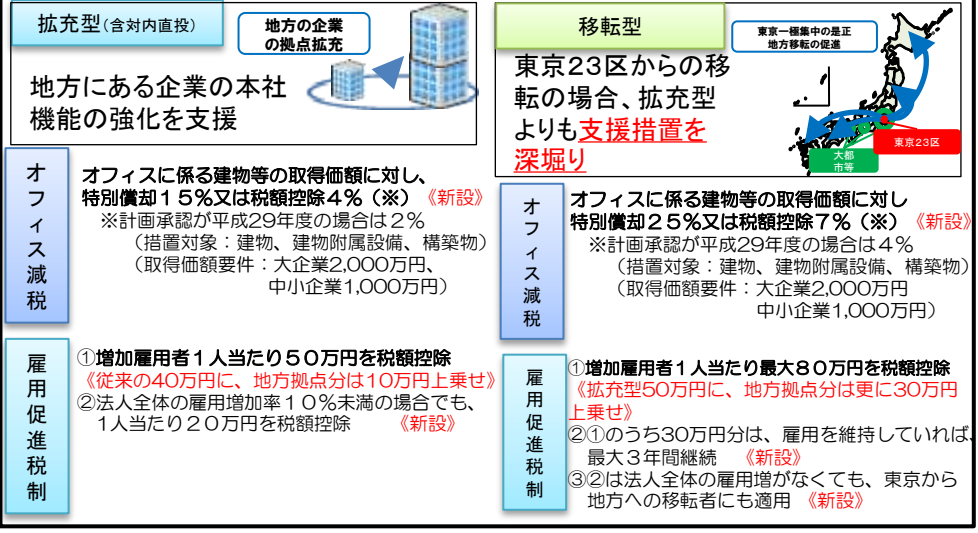 拡充型(含対内直投)
地方の企業
の拠点拡充
地方にある企業の本社
機能の強化を支援
オフィス減税
オフィスに係る建物等の取得価額に対し、
特別償却１５％又は税額控除４％（※）《新設》
※計画承認が平成29年度の場合は２％
（措置対象：建物、建物附属設備、構築物）
（取得価額要件：大企業2,000万円、
中小企業1,000万円）
雇用促進税制
①増加雇用者１人当たり５０万円を税額控除
《従来の40万円に、地方拠点分は10万円上乗せ》
②法人全体の雇用増加率１０％未満の場合でも、
１人当たり２０万円を税額控除　《新設》
移転型
東京一極集中の是正
地方移転の促進
東京２３区からの移
転の場合、拡充型
よりも支援措置を
深堀り
東京２３区
大都
市等
オフィス減税
オフィスに係る建物等の取得価額に対し
特別償却２５％又は税額控除７％（※）《新設》
※計画承認が平成29年度の場合は４％
（措置対象：建物、建物附属設備、構築物）
（取得価額要件：大企業2,000万円
中小企業1,000万円）
雇用促進税制
①増加雇用者１人当たり最大８０万円を税額控除
《拡充型50万円に、地方拠点分は更に30万円
上乗せ》
②①のうち30万円分は、雇用を維持していれば、
最大３年間継続　《新設》
③②は法人全体の雇用増がなくても、東京から
地方への移転者にも適用　《新設》